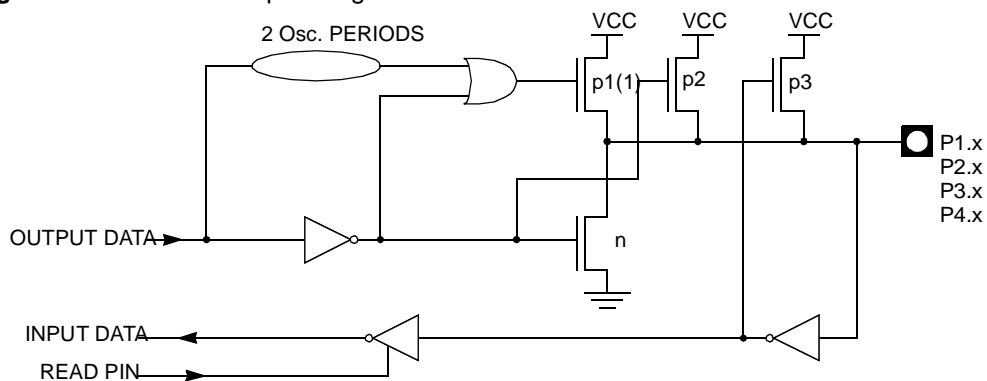 2 Osc. PERIODS
VCC
VCC
VCC
p1(1)
p2
p3
P1.x
P2.x
P3.x
P4.x
OUTPUT DATA
n
INPUT DATA
READ PIN